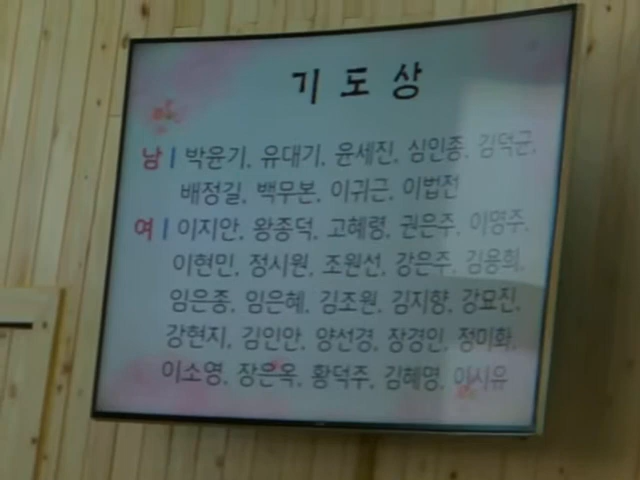 기도상
남 | 박윤기, 유대기, 윤세진, 심인종, 김덕균,
배정길, 백무본, 이귀근, 이법전
여 | 이지안, 왕종덕, 고혜령, 권은주, 이영주,
이현민, 정시원, 조원선, 강은주, 김용희,
임은종, 임은혜, 김조원, 김지향, 강묘진,
강현지, 김인안, 양선경, 장경인, 정미화,
이소영, 장은옥, 황덕주, 김혜영, 이시유